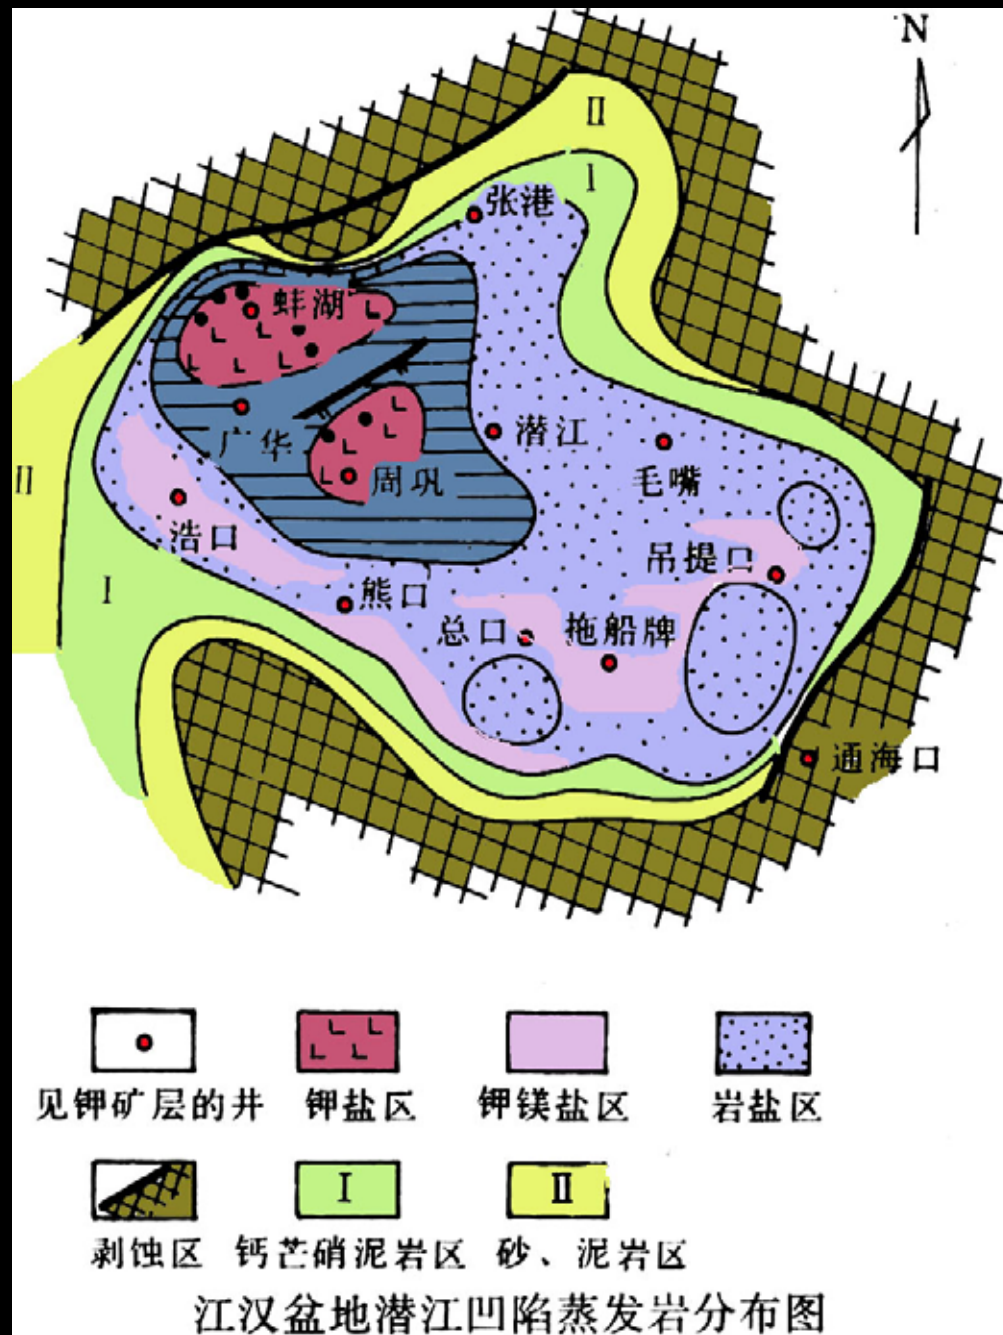 N
II
I
张港
蚌湖
广华
潜江
周矾
毛嘴
II
浩口
吊提口
I
熊口
总口
拖船牌
通海口
见钾矿层的井
钾盐区
钾镁盐区
岩盐区
I
II
剥蚀区
钙芒硝泥岩区
砂、泥岩区
江汉盆地潜江凹陷蒸发岩分布图